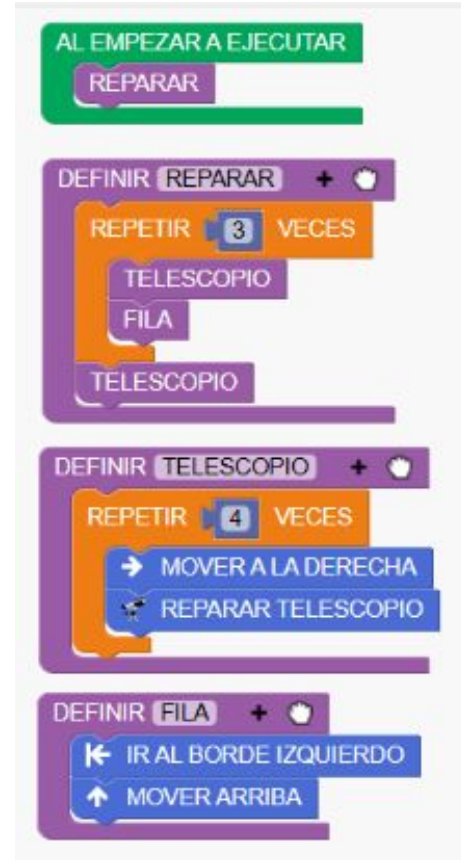 AL EMPEZAR A EJECUTAR
REPARAR
DEFINIR REPARAR +
REPETIR 3 VECES
TELESCOPIO
FILA
TELESCOPIO
DEFINIR TELESCOPIO +
REPETIR 4 VECES
MOVER A LA DERECHA
REPARAR TELESCOPIO
DEFINIR FILA +
IR AL BORDE IZQUIERDO
MOVER ARRIBA